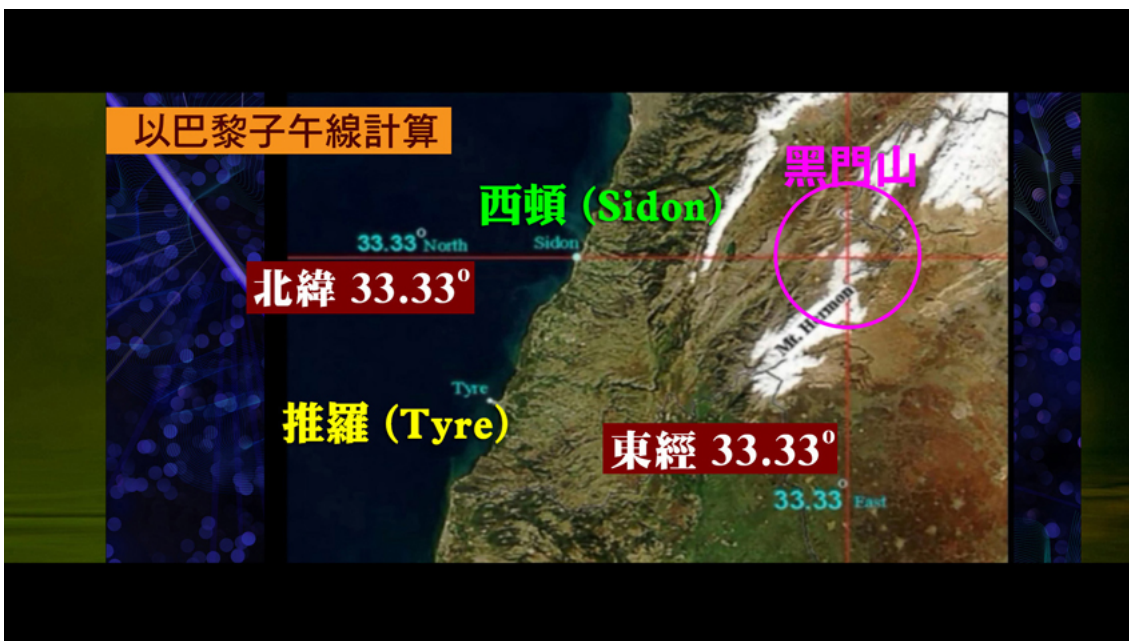 以巴黎子午線計算
黑門山
西頓 (Sidon)
33.33° North
Sidon
北緯 33.33°
Mt. Hermon
Tyre
推羅 (Tyre)
東經 33.33°
33.33° East